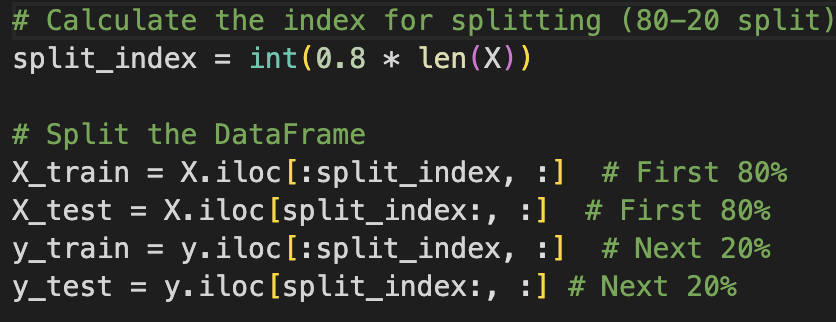 # Calculate the index for splitting (80-20 split)
split_index = int(0.8 * len(X))
# Split the DataFrame
X_train = X.iloc[:split_index, :]  # First 80%
X_test = X.iloc[split_index:, :]  # First 80%
y_train = y.iloc[:split_index, :]  # Next 20%
y_test = y.iloc[split_index:, :] # Next 20%